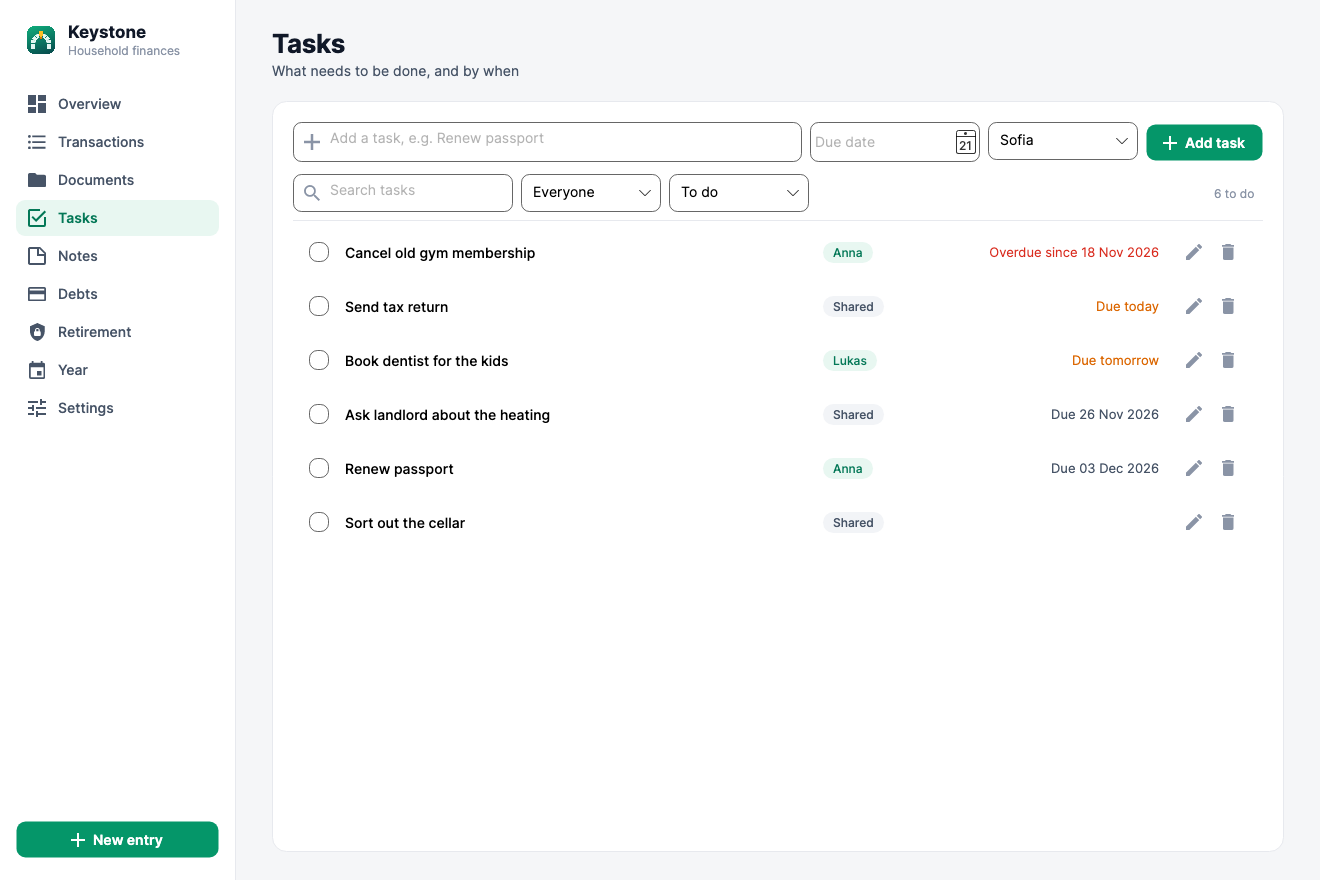 Keystone
Household finances
Overview
Transactions
Documents
Tasks
Notes
Debts
Retirement
Year
Settings
New entry
Tasks
What needs to be done, and by when
Add a task, e.g. Renew passport
Due date
21
Sofia
Add task
Search tasks
Everyone
To do
6 to do
Cancel old gym membership Anna Overdue since 18 Nov 2026
Send tax return Shared Due today
Book dentist for the kids Lukas Due tomorrow
Ask landlord about the heating Shared Due 26 Nov 2026
Renew passport Anna Due 03 Dec 2026
Sort out the cellar Shared